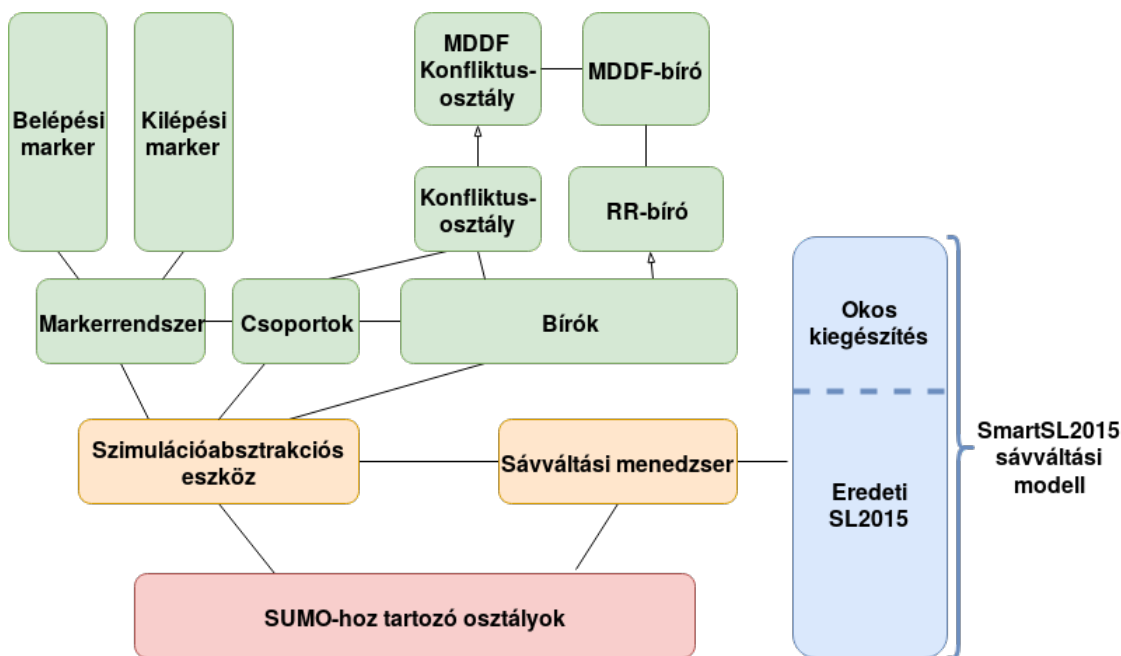 Belépési
marker
Kilépési
marker
MDDF
Konfliktus-
osztály
MDDF-bíró
Konfliktus-
osztály
RR-bíró
Markerrendszer
Csoportok
Bírók
Okos
kiegészítés
Szimulációabsztrakciós
eszköz
Sávváltási menedzser
Eredeti
SL2015
SmartSL2015
sávváltási
modell
SUMO-hoz tartozó osztályok